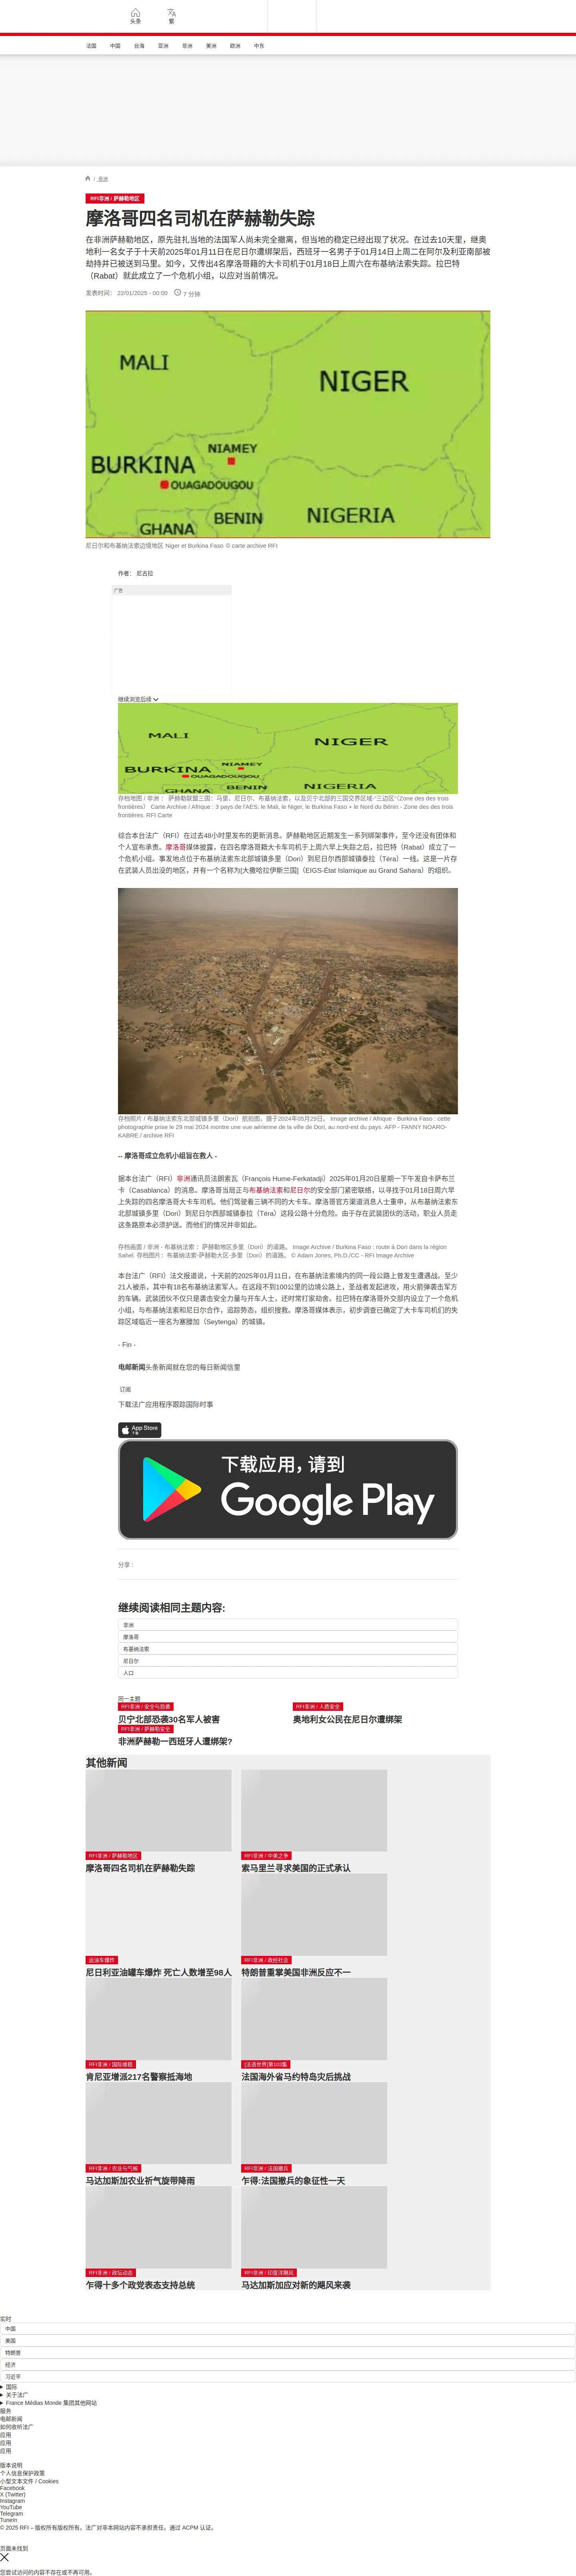 头条
繁
法国 中国 台海 亚洲 非洲 美洲 欧洲 中东
/ 非洲
RFI非洲 / 萨赫勒地区
摩洛哥四名司机在萨赫勒失踪
在非洲萨赫勒地区，原先驻扎当地的法国军人尚未完全撤离，但当地的稳定已经出现了状况。在过去10天里，继奥
地利一名女子于十天前2025年01月11日在尼日尔遭绑架后，西班牙一名男子于01月14日上周二在阿尔及利亚南部被
劫持并已被送到马里。如今，又传出4名摩洛哥籍的大卡司机于01月18日上周六在布基纳法索失踪。拉巴特
（Rabat）就此成立了一个危机小组，以应对当前情况。
发表时间： 22/01/2025 - 00:00 7 分钟
MALI
NIGER
NIAMEY
BURKINA
OUAGADOUGOU
BENIN
NIGERIA
GHANA
尼日尔和布基纳法索边境地区 Niger et Burkina Faso © carte archive RFI
作者： 尼古拉
广告
继续浏览后续
MALI
NIGER
NIAMEY
BURKINA
OUAGADOUGOU
BENIN
NIGERIA
GHANA
存档地图 / 非洲： 萨赫勒联盟三国：马里、尼日尔、布基纳法索，以及贝宁北部的三国交界区域-“三边区”（Zone des des trois
frontières） Carte Archive / Afrique : 3 pays de l'AES: le Mali, le Niger, le Burkina Faso + le Nord du Bénin - Zone des des trois
frontières. RFI Carte
综合本台法广（RFI）在过去48小时里发布的更新消息。萨赫勒地区近期发生一系列绑架事件，至今还没有团体和
个人宣布承责。摩洛哥媒体披露，在四名摩洛哥籍大卡车司机于上周六早上失踪之后，拉巴特（Rabat）成立了一
个危机小组。事发地点位于布基纳法索东北部城镇多里（Dori）到尼日尔西部城镇泰拉（Téra）一线。这是一片存
在武装人员出没的地区，并有一个名称为[大撒哈拉伊斯兰国]（EIGS-État Islamique au Grand Sahara）的组织。
存档照片 / 布基纳法索东北部城镇多里（Dori）航拍图，摄于2024年05月29日。 Image archive / Afrique - Burkina Faso : cette
photographie prise le 29 mai 2024 montre une vue aérienne de la ville de Dori, au nord-est du pays. AFP - FANNY NOARO-
KABRÉ / archive RFI
-- 摩洛哥成立危机小组旨在救人 -
据本台法广（RFI）非洲通讯员法朗索瓦（François Hume-Ferkatadji）2025年01月20日星期一下午发自卡萨布兰
卡（Casablanca）的消息。摩洛哥当局正与布基纳法索和尼日尔的安全部门紧密联络，以寻找于01月18日周六早
上失踪的四名摩洛哥大卡车司机。他们驾驶着三辆不同的大卡车。摩洛哥官方渠道消息人士重申，从布基纳法索东
北部城镇多里（Dori）到尼日尔西部城镇泰拉（Téra）这段公路十分危险。由于存在武装团伙的活动，职业人员走
这条路原本必须护送。而他们的情况并非如此。
存档画面 / 非洲 - 布基纳法索 ：萨赫勒地区多里（Dori）的道路。 Image Archive / Burkina Faso : route à Dori dans la région
Sahel. 存档图片：布基纳法索-萨赫勒大区-多里（Dori）的道路。 © Adam Jones, Ph.D./CC - RFI Image Archive
本台法广（RFI）法文报道说，十天前的2025年01月11日，在布基纳法索境内的同一段公路上曾发生遭遇战。至少
21人被杀，其中有18名布基纳法索军人。在这段不到100公里的边境公路上，圣战者发起进攻，用火箭弹袭击军方
的车辆。武装团伙不仅只是袭击安全力量与开车人士，还时常打家劫舍。拉巴特在摩洛哥外交部内设立了一个危机
小组，与布基纳法索和尼日尔合作，追踪势态，组织搜救。摩洛哥媒体表示，初步调查已确定了大卡车司机们的失
踪区域临近一座名为塞滕加（Seytenga）的城镇。
- Fin -
电邮新闻头条新闻就在您的每日新闻信里
订阅
下载法广应用程序跟踪国际时事
App Store
下载应用，请到
Google Play
分享 :
继续阅读相同主题内容:
非洲
摩洛哥
布基纳法索
尼日尔
人口
同一主题
RFI非洲 / 安全与恐袭
贝宁北部恐袭30名军人被害
RFI非洲 / 人质安全
奥地利女公民在尼日尔遭绑架
RFI非洲 / 萨赫勒安全
非洲萨赫勒一西班牙人遭绑架?
其他新闻
RFI非洲 / 萨赫勒地区
摩洛哥四名司机在萨赫勒失踪
RFI非洲 / 中美之争
索马里兰寻求美国的正式承认
运油车爆炸
尼日利亚油罐车爆炸 死亡人数增至98人
RFI非洲 / 政经社会
特朗普重掌美国非洲反应不一
RFI非洲 / 国际维稳
肯尼亚增派217名警察抵海地
[法语世界]第103集
法国海外省马约特岛灾后挑战
RFI非洲 / 农业与气候
马达加斯加农业祈气旋带降雨
RFI非洲 / 法国撤兵
乍得:法国撤兵的象征性一天
RFI非洲 / 政坛动态
乍得十多个政党表态支持总统
RFI非洲 / 印度洋飓风
马达加斯加应对新的飓风来袭
实时
中国
美国
特朗普
经济
习近平
国际
关于法广
France Médias Monde 集团其他网站
服务
电邮新闻
如何收听法广
应用
应用
应用
版本说明
个人信息保护政策
小型文本文件 / Cookies
Facebook
X (Twitter)
Instagram
YouTube
Telegram
TuneIn
© 2025 RFI – 版权所有版权所有。法广对非本网站内容不承担责任。通过 ACPM 认证。
页面未找到
您尝试访问的内容不存在或不再可用。